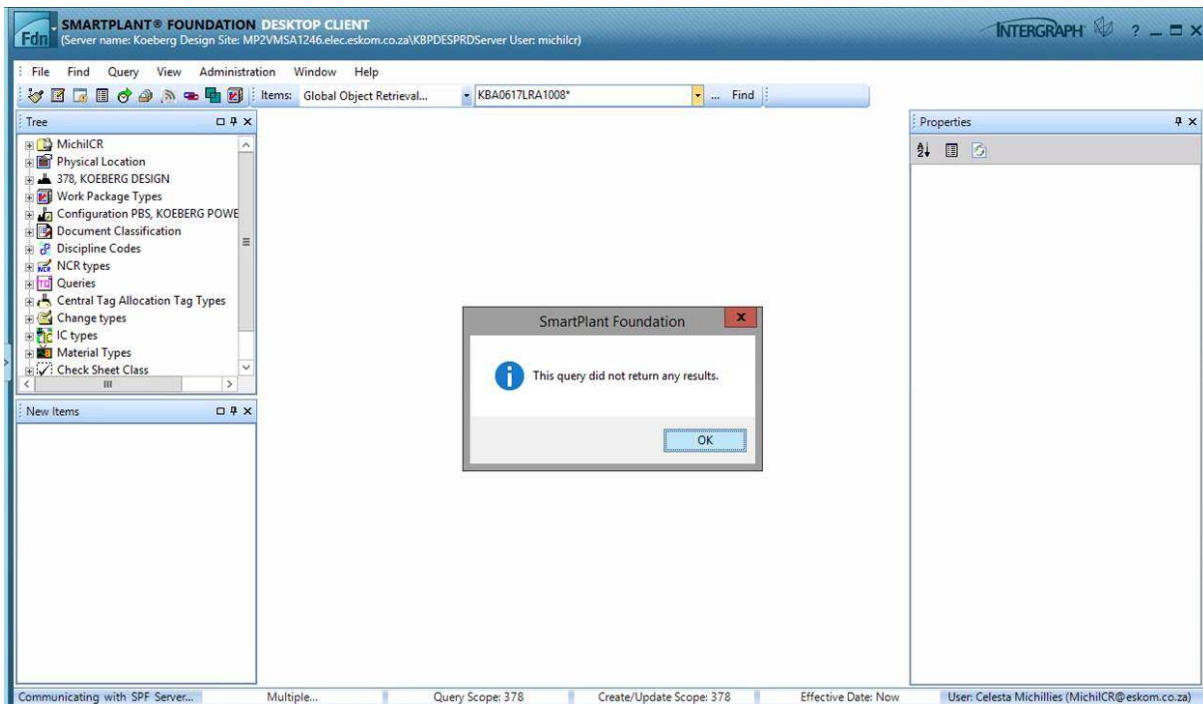 Fdn
SMARTPLANT® FOUNDATION DESKTOP CLIENT
(Server name: Koeberg Design Site: MP2VMSA1246.elec.eskom.co.za\KBPDESPRDServer User: michilcr)
INTERGRAPH
File Find Query View Administration Window Help
Items: Global Object Retrieval... KBA0617LRA1008* ... Find
Tree
MichilCR
Physical Location
378, KOEBERG DESIGN
Work Package Types
Configuration PBS, KOEBERG POWE
Document Classification
Discipline Codes
NCR types
Queries
Central Tag Allocation Tag Types
Change types
IC types
Material Types
Check Sheet Class
New Items
Properties
SmartPlant Foundation
This query did not return any results.
OK
Communicating with SPF Server... Multiple... Query Scope: 378 Create/Update Scope: 378 Effective Date: Now User: Celesta Michillies (MichilCR@eskom.co.za)